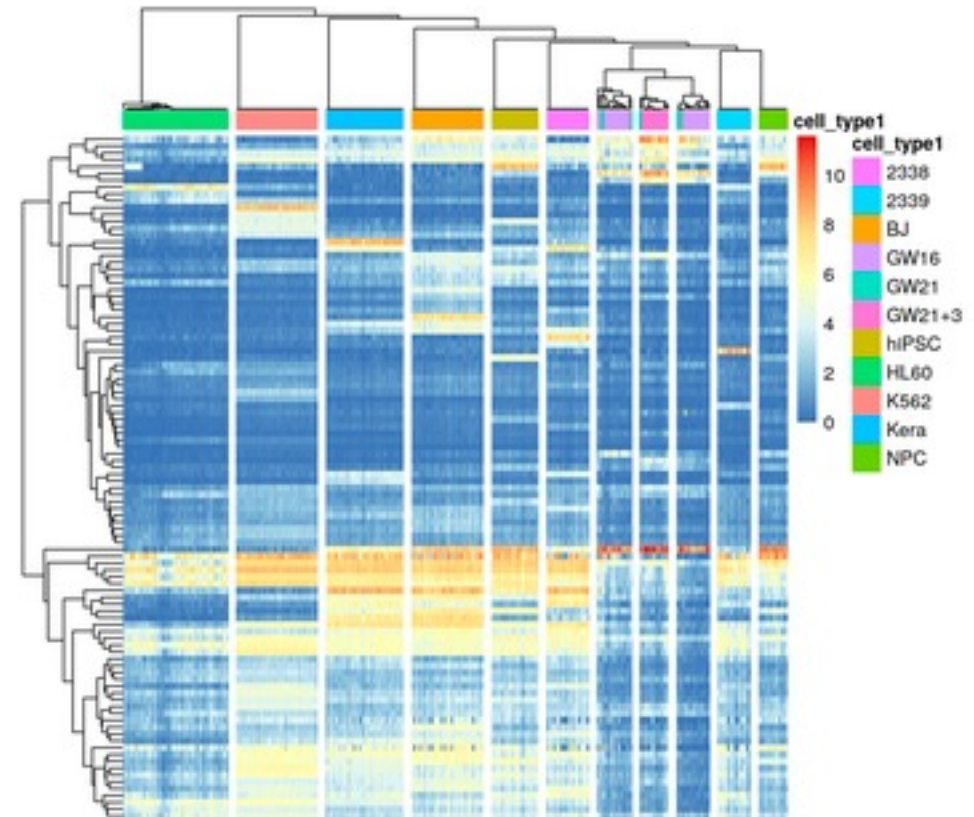 cell_type1
cell_type1
10
8
6
4
2
0
2338
2339
BJ
GW16
GW21
GW21+3
hiPSC
HL60
K562
Kera
NPC